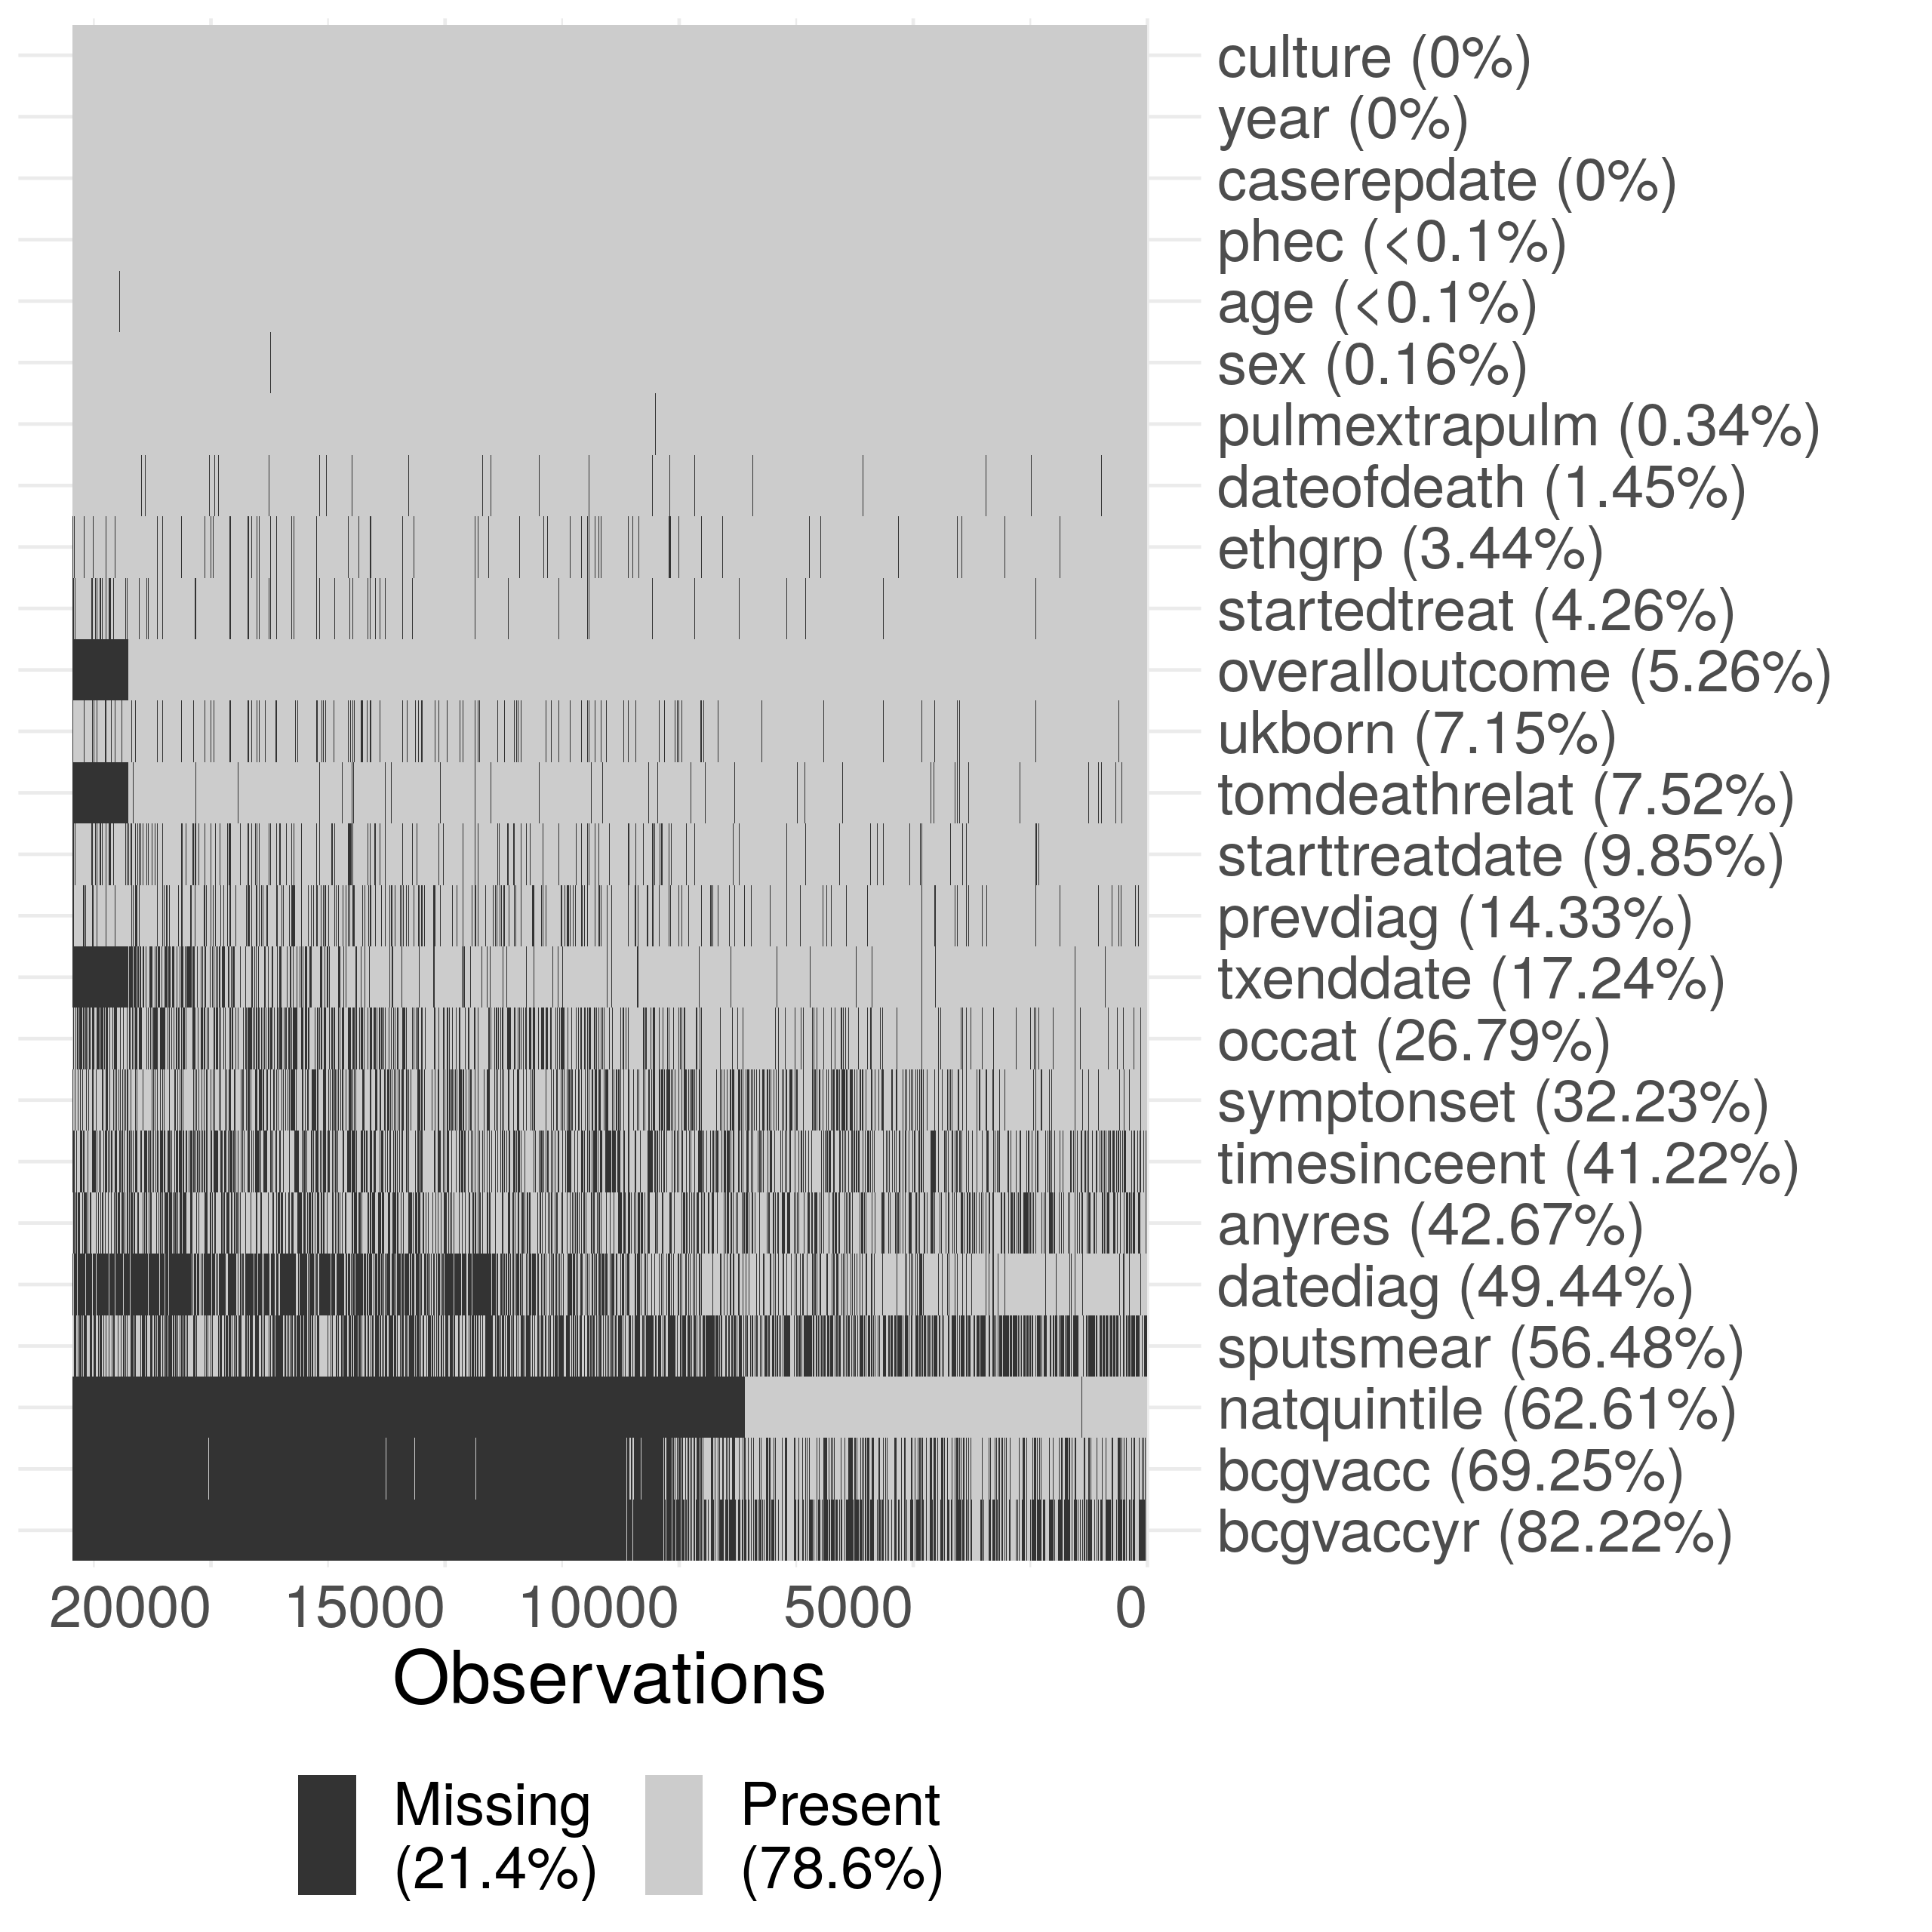 culture (0%)
year (0%)
caserepdate (0%)
phec (<0.1%)
age (<0.1%)
sex (0.16%)
pulmextrapulm (0.34%)
dateofdeath (1.45%)
ethgrp (3.44%)
startedtreat (4.26%)
overalloutcome (5.26%)
ukborn (7.15%)
tomdeathrelat (7.52%)
starttreatdate (9.85%)
prevdiag (14.33%)
txenddate (17.24%)
occat (26.79%)
symptonset (32.23%)
timesinceent (41.22%)
anyres (42.67%)
datediag (49.44%)
sputsmear (56.48%)
natquintile (62.61%)
bcgvacc (69.25%)
bcgvaccyr (82.22%)
20000 15000 10000 5000 0
Observations
Missing Present
(21.4%) (78.6%)